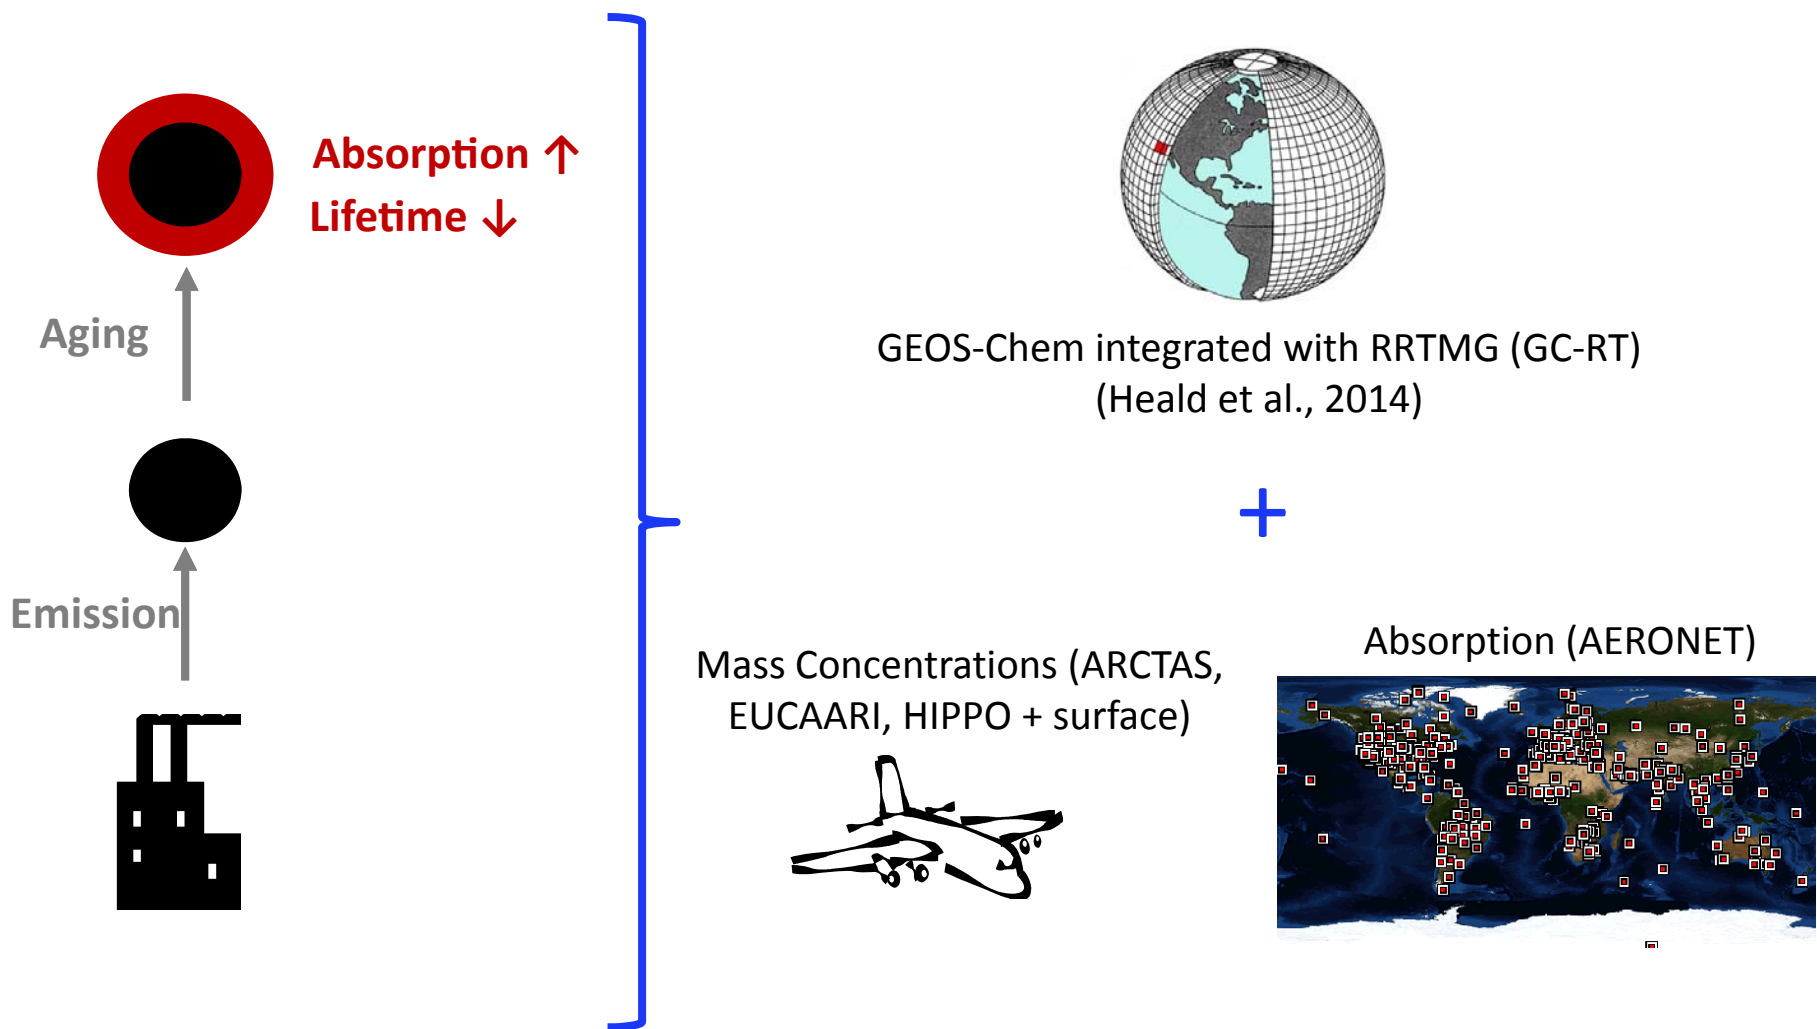 Absorption ↑
Lifetime ↓
Aging
Emission
GEOS-Chem integrated with RRTMG (GC-RT)
(Heald et al., 2014)
+
Mass Concentrations (ARCTAS,
EUCAARI, HIPPO + surface)
Absorption (AERONET)